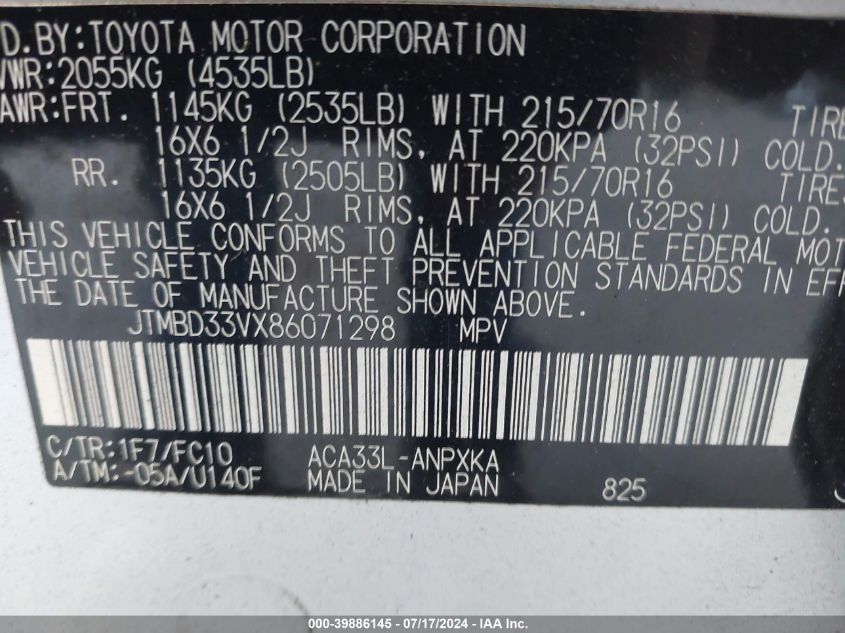 D.BY:TOYOTA MOTOR CORPORATION
VWR:2055KG (4535LB)
AWR:FRT. 1145KG (2535LB) WITH 215/70R16 TIRE
16X6 1/2J RIMS, AT 220KPA (32PSI) COLD.
RR. 1135KG (2505LB) WITH 215/70R16 TIRES
16X6 1/2J RIMS, AT 220KPA (32PSI) COLD.
THIS VEHICLE CONFORMS TO ALL APPLICABLE FEDERAL MOT
VEHICLE SAFETY AND THEFT PREVENTION STANDARDS IN EFF
THE DATE OF MANUFACTURE SHOWN ABOVE.
JTMBD33VX86071298 MPV
C/TR:1F7/FC10 ACA33L-ANPXKA
A/TM:-05A/U140F MADE IN JAPAN 825
000-39886145 - 07/17/2024 - IAAI Inc.